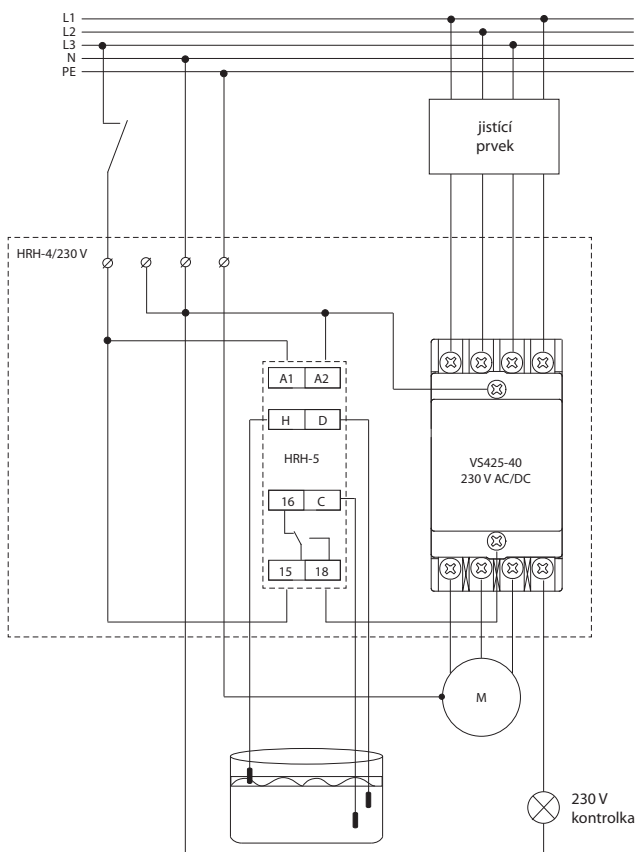 L1
L2
L3
N
PE
jistící
prvek
HRH-4/230 V
A1 A2
H D
HRH-5
16 C
15 18
VS425-40
230 V AC/DC
M
230 V
kontrolka